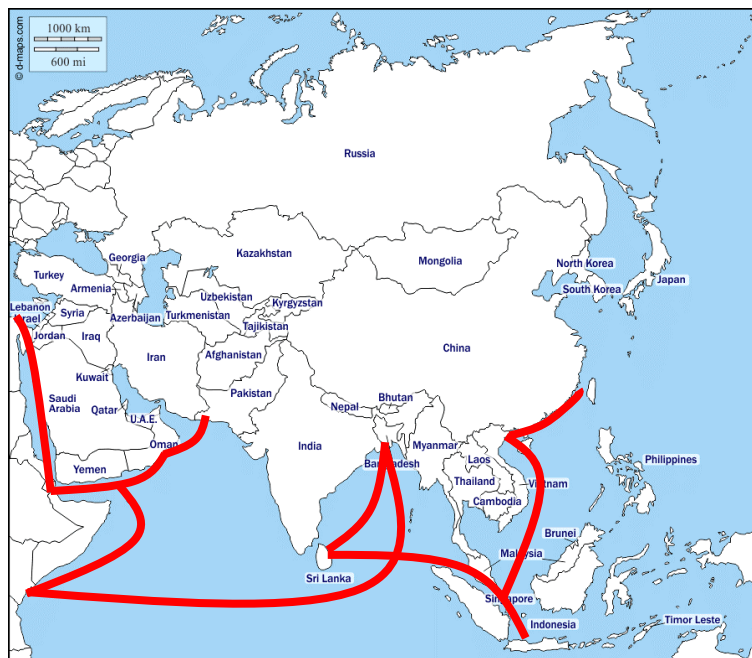 1000 km
600 mi
© d-maps.com
Russia
Georgia
Kazakhstan
Mongolia
North Korea
Turkey
Japan
South Korea
Armenia
Uzbekistan
Kyrgyzstan
Lebanon
Syria
Azerbaijan
Turkmenistan
Tajikistan
Jordan
Iraq
China
Iran
Afghanistan
Kuwait
Pakistan
Bhutan
Saudi
Arabia
Qatar
U.A.E.
Nepal
Oman
India
Myanmar
Laos
Philippines
Yemen
Thailand
Vietnam
Cambodia
Brunei
Malaysia
Sri Lanka
Singapore
Indonesia
Timor Leste